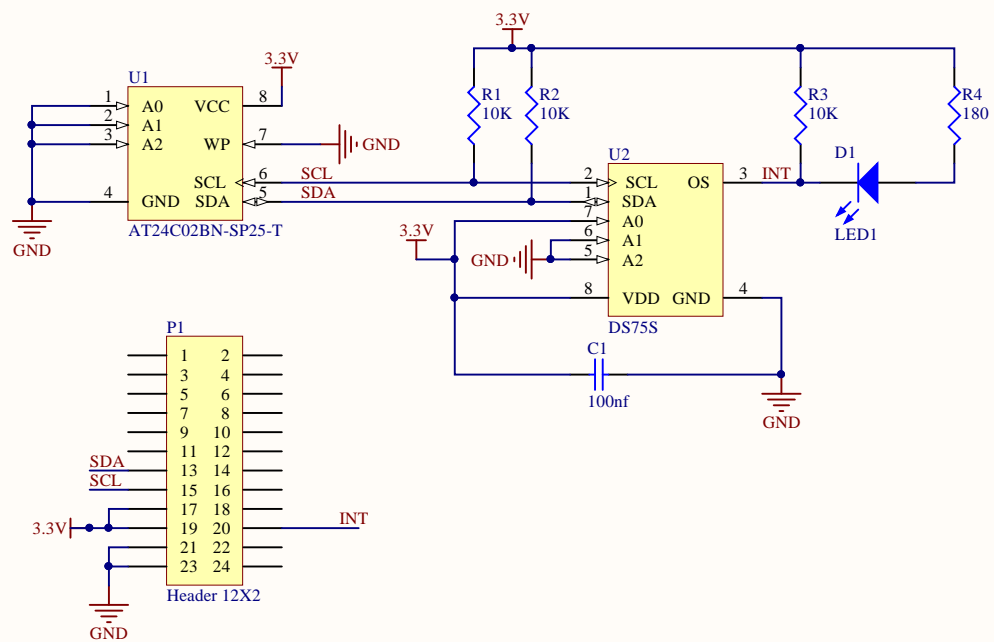 3.3V
U1
3.3V
1 A0 VCC 8
2 A1
3 A2 WP 7
GND
SCL 6 SCL
4 GND SDA 5 SDA
AT24C02BN-SP25-T
GND
R1
10K
R2
10K
R3
10K
R4
180
U2
D1
2 SCL OS 3 INT
1 SDA
7 A0
6 A1
5 A2
8 VDD GND 4
DS75S
LED1
3.3V
GND
C1
100nf
GND
P1
1 2
3 4
5 6
7 8
9 10
11 12
SDA 13 14
SCL 15 16
17 18
3.3V 19 20 INT
21 22
23 24
Header 12X2
GND